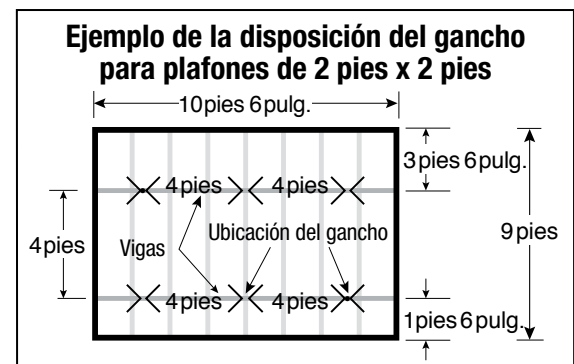 Ejemplo de la disposición del gancho
para plafones de 2 pies x 2 pies
10pies 6pulg.
3pies 6pulg.
4pies
4pies
4pies
Vigas
Ubicación del gancho
9pies
4pies
4pies
1pies 6pulg.